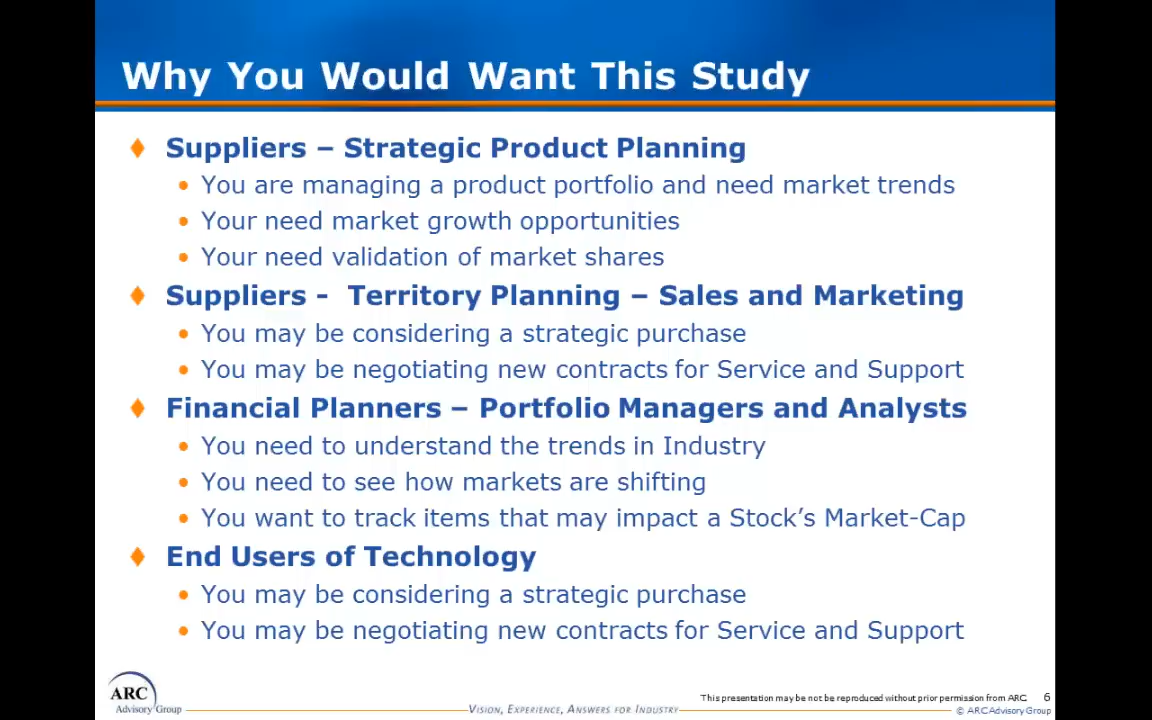 Why You Would Want This Study
Suppliers – Strategic Product Planning
You are managing a product portfolio and need market trends
Your need market growth opportunities
Your need validation of market shares
Suppliers - Territory Planning – Sales and Marketing
You may be considering a strategic purchase
You may be negotiating new contracts for Service and Support
Financial Planners – Portfolio Managers and Analysts
You need to understand the trends in Industry
You need to see how markets are shifting
You want to track items that may impact a Stock's Market-Cap
End Users of Technology
You may be considering a strategic purchase
You may be negotiating new contracts for Service and Support
ARC
Advisory Group
Vision, Experience, Answers for Industry
This presentation may be not be reproduced without prior permission from ARC 6
© ARC Advisory Group